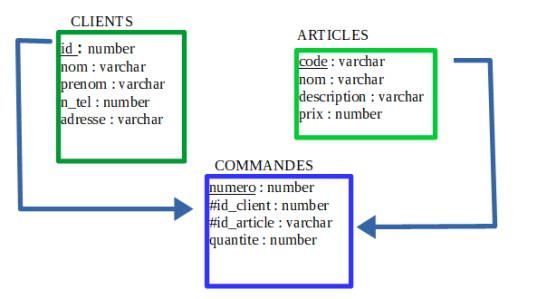 CLIENTS
id : number
nom : varchar
prenom : varchar
n_tel : number
adresse : varchar
ARTICLES
code : varchar
nom : varchar
description : varchar
prix : number
COMMANDES
numero : number
#id_client : number
#id_article : varchar
quantite : number